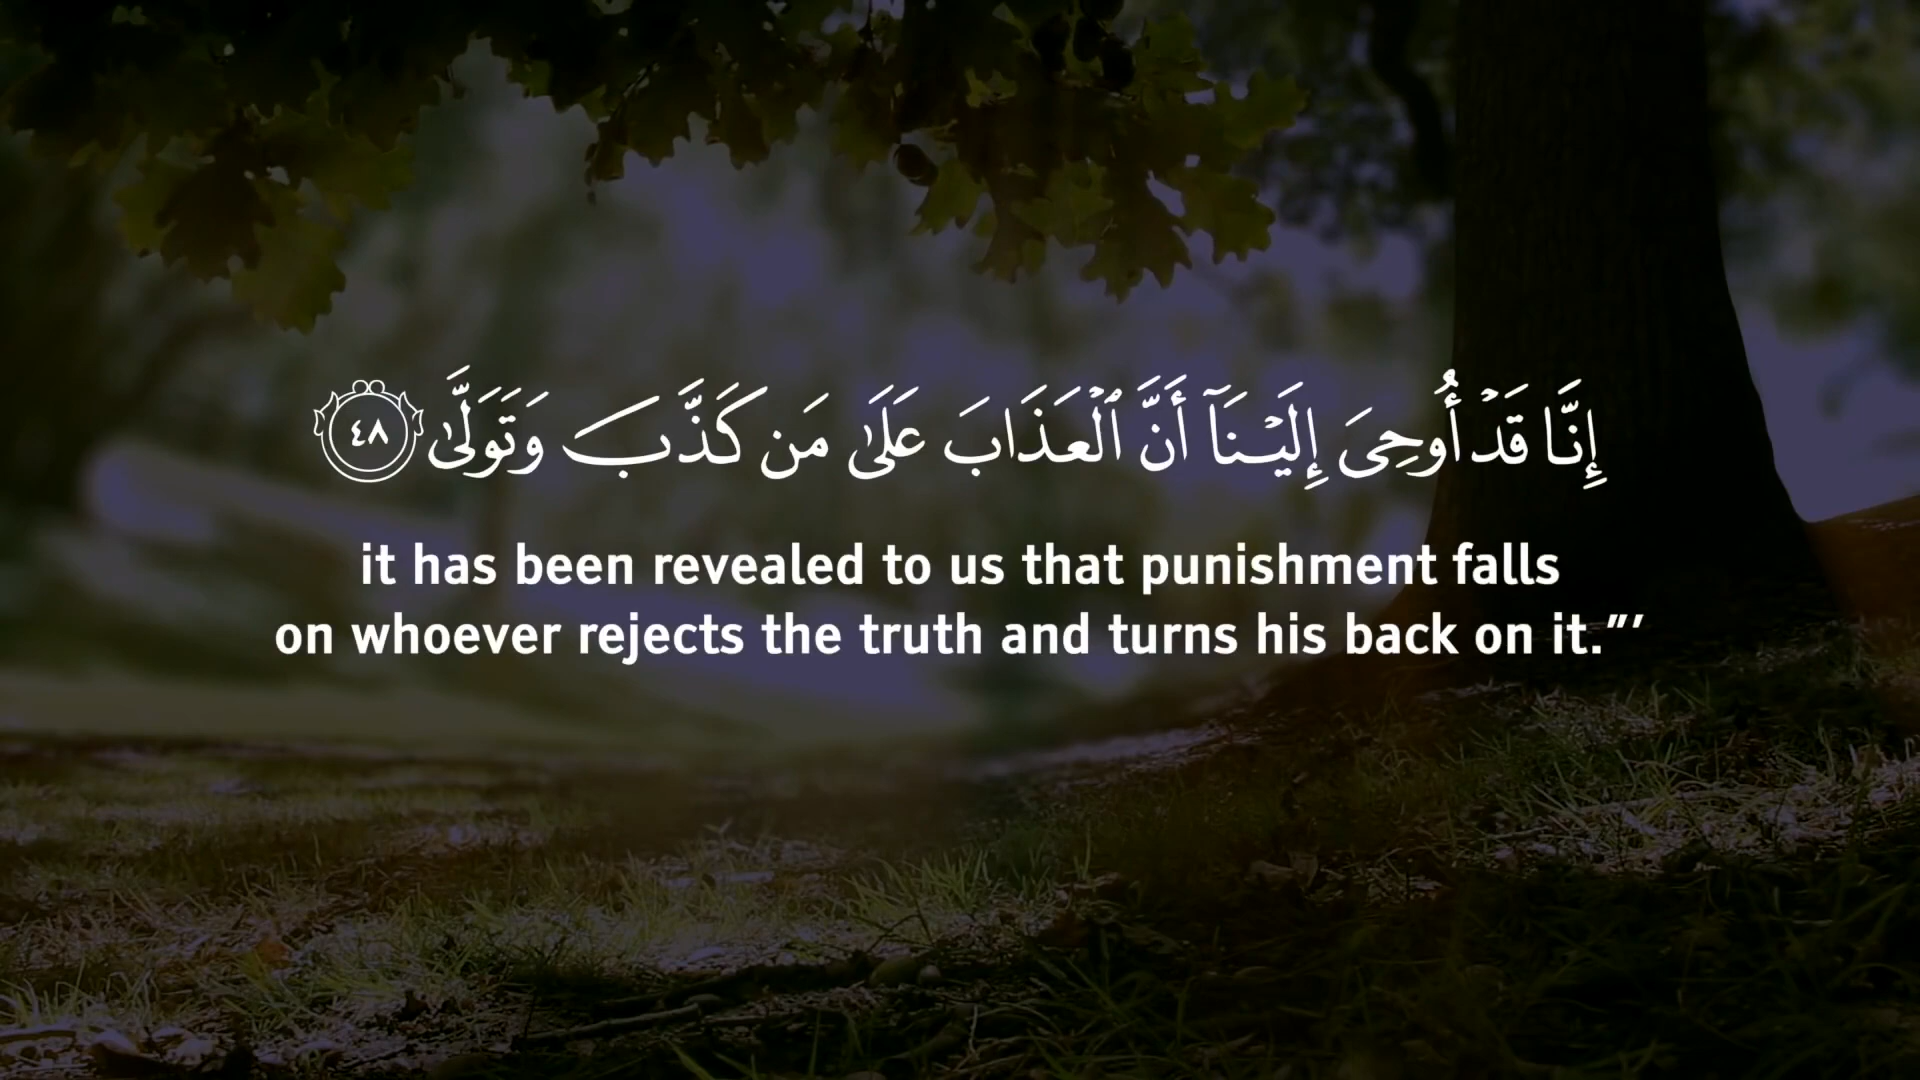 إِنَّا قَدْ أُوحِىَ إِلَيْنَآ أَنَّ ٱلْعَذَابَ عَلَىٰ مَن كَذَّبَ وَتَوَلَّىٰ ٤٨
it has been revealed to us that punishment falls
on whoever rejects the truth and turns his back on it.”’